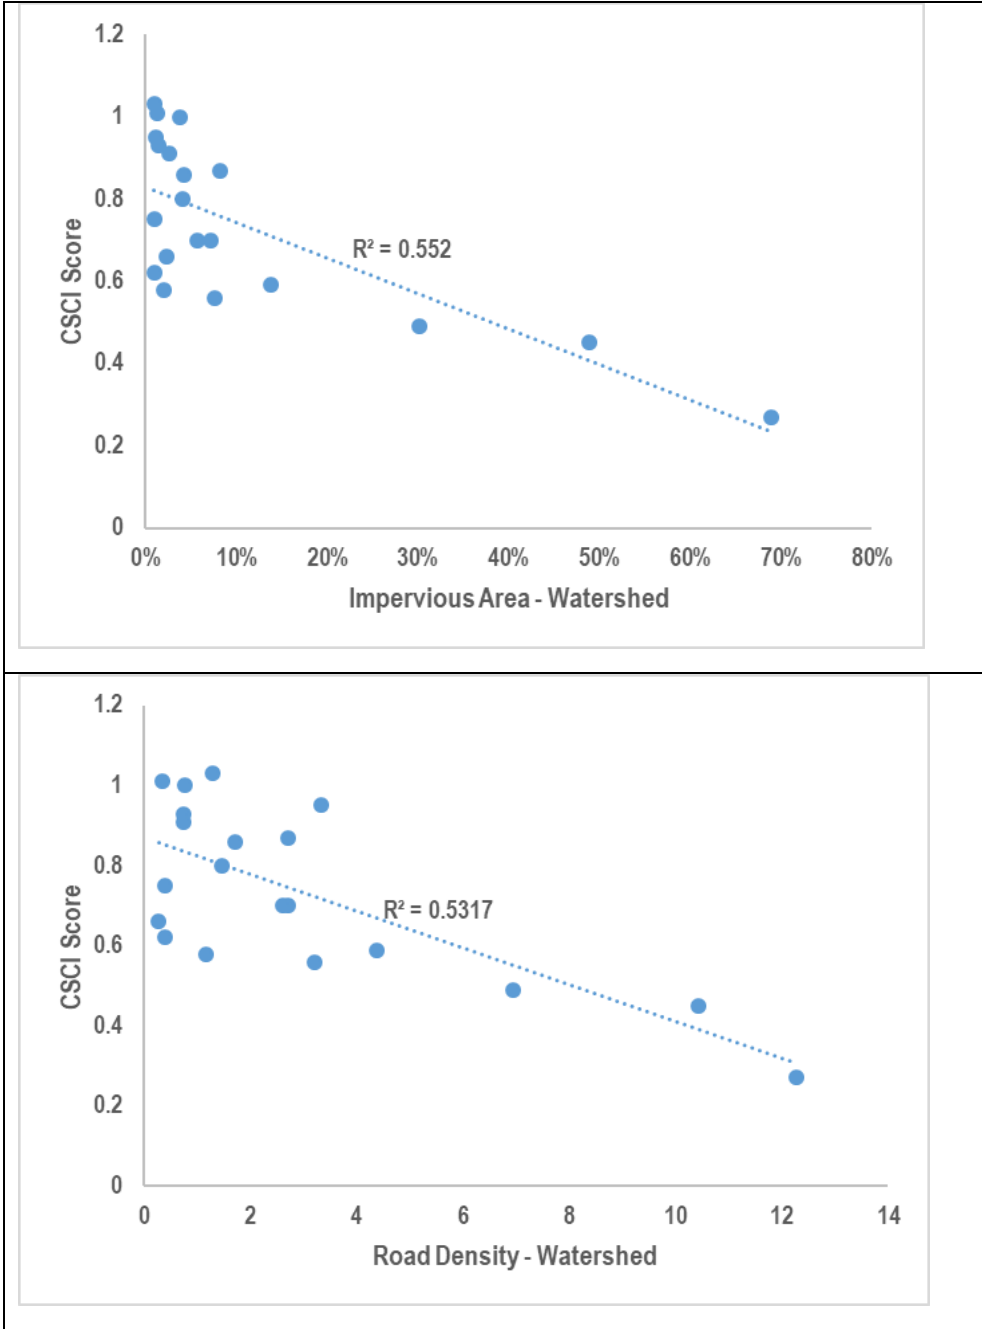 1.2
1
0.8
0.6
0.4
0.2
0
CSCI Score
R² = 0.552
0% 10% 20% 30% 40% 50% 60% 70% 80%
Impervious Area - Watershed
1.2
1
0.8
0.6
0.4
0.2
0
CSCI Score
R² = 0.5317
0 2 4 6 8 10 12 14
Road Density - Watershed